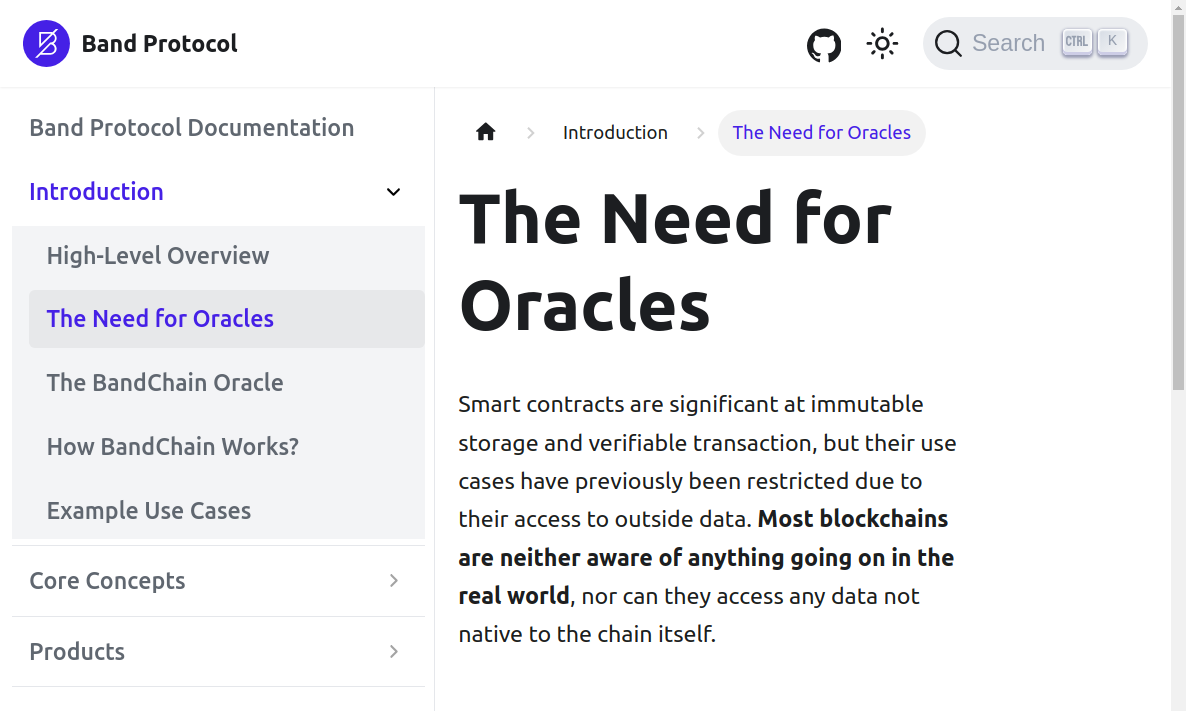 Band Protocol
Search
CTRL
K
Band Protocol Documentation
Introduction
High-Level Overview
The Need for Oracles
The BandChain Oracle
How BandChain Works?
Example Use Cases
Core Concepts
Products
Introduction
The Need for Oracles
The Need for
Oracles
Smart contracts are significant at immutable
storage and verifiable transaction, but their use
cases have previously been restricted due to
their access to outside data. Most blockchains
are neither aware of anything going on in the
real world, nor can they access any data not
native to the chain itself.